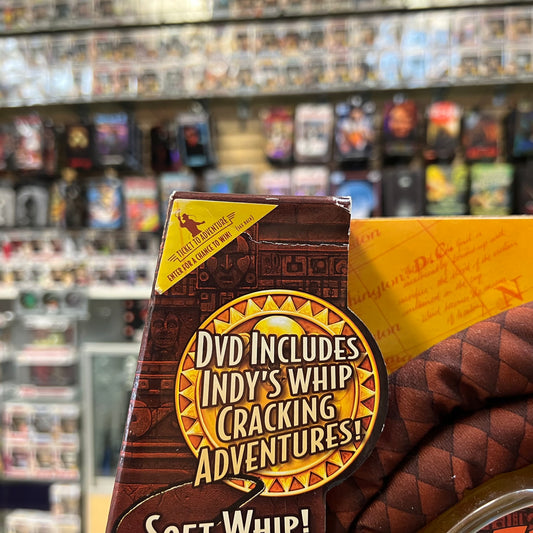 TICKET TO ADVENTURE
ENTER FOR A CHANCE TO WIN!
DVD INCLUDES
INDY'S WHIP
CRACKING
ADVENTURES!
SOFT WHIP!